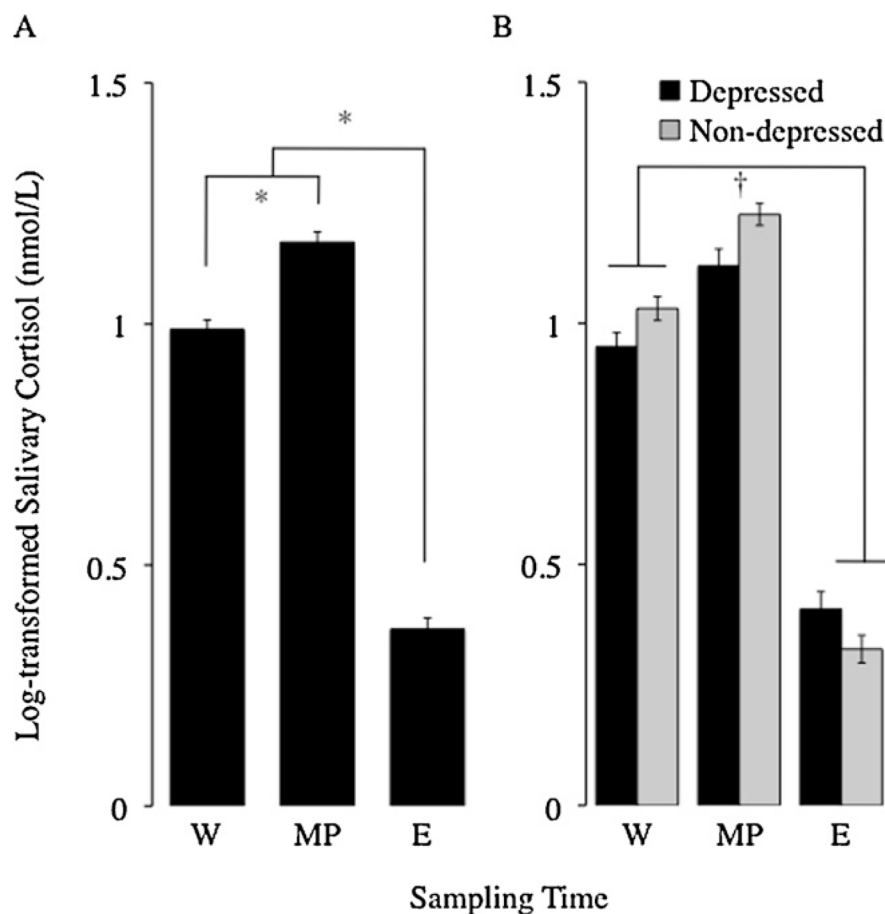 A
B
Log-transformed Salivary Cortisol (nmol/L)
1.5
1
0.5
0
*
*
W MP E
1.5
1
0.5
0
Depressed
Non-depressed
†
W MP E
Sampling Time